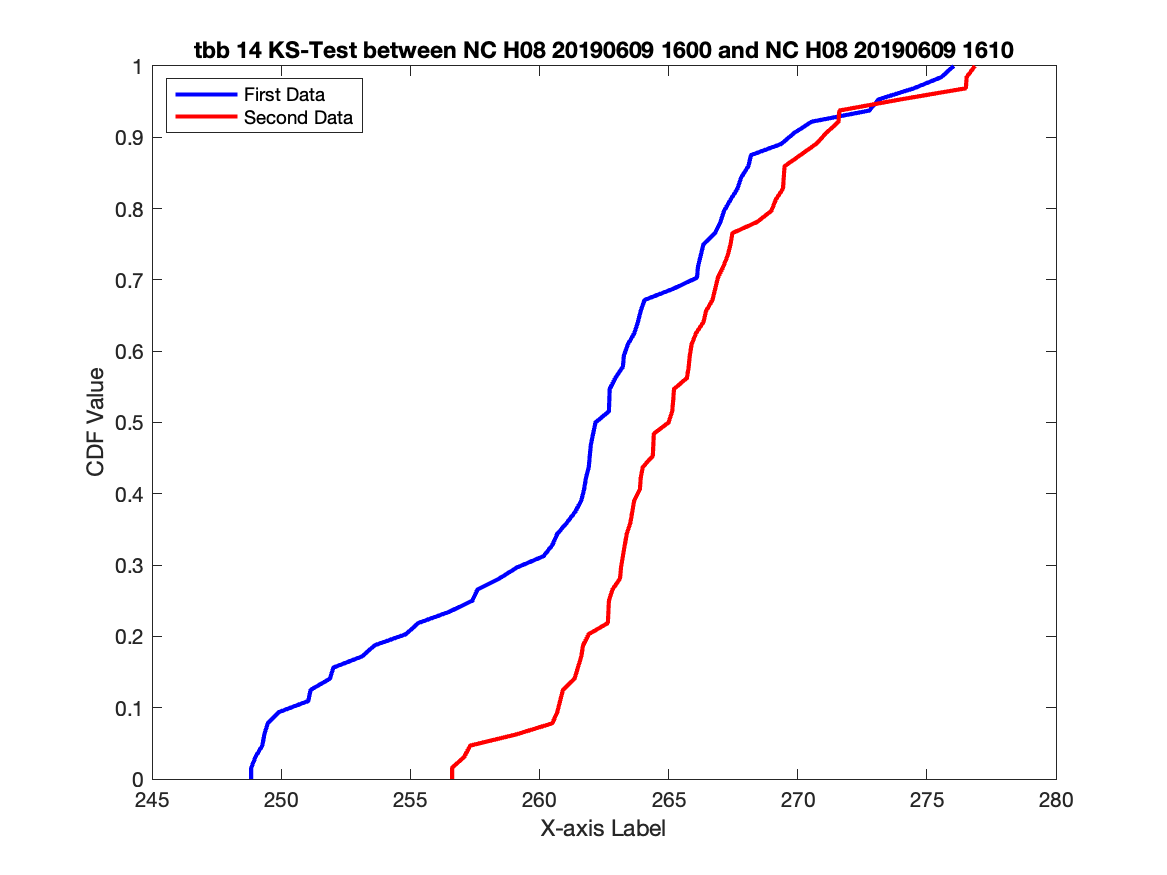 tbb 14 KS-Test between NC H08 20190609 1600 and NC H08 20190609 1610
First Data
Second Data
CDF Value
1
0.9
0.8
0.7
0.6
0.5
0.4
0.3
0.2
0.1
0
245 250 255 260 265 270 275 280
X-axis Label